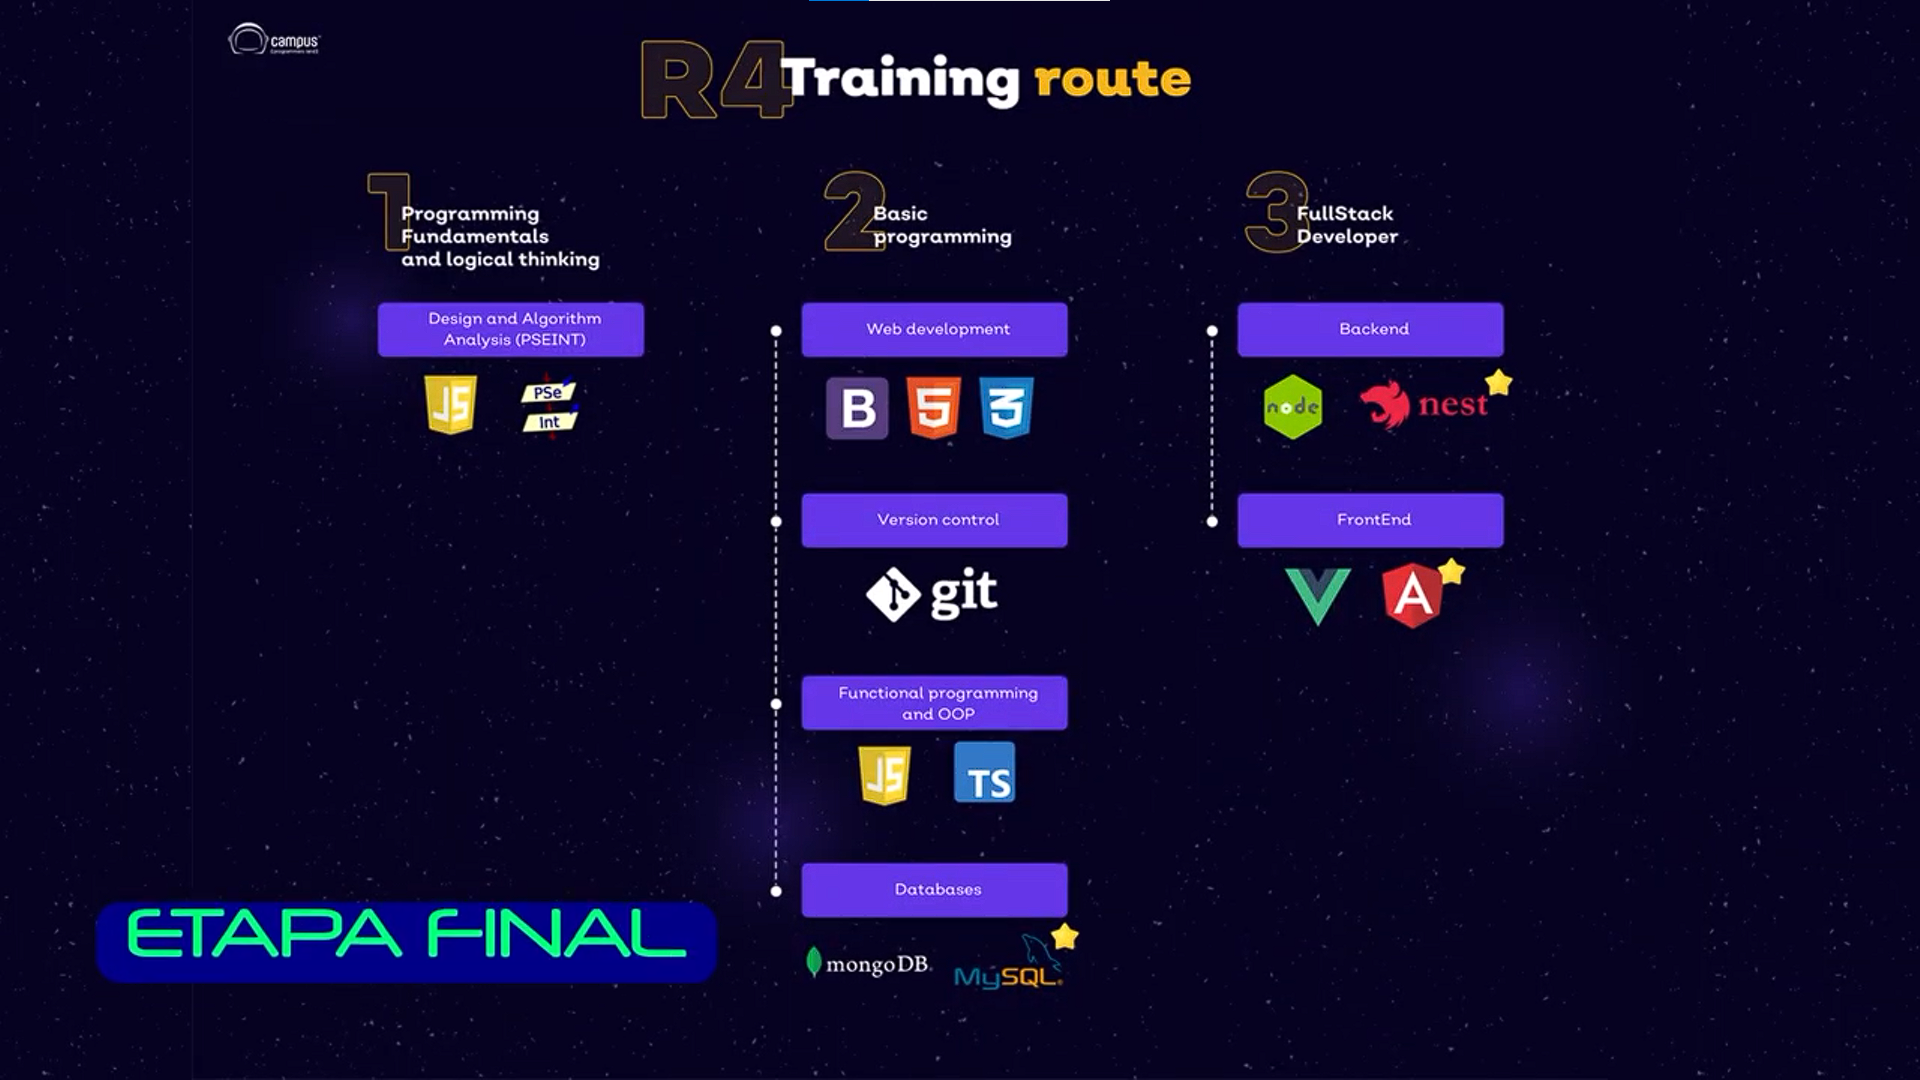 campus
R4 Training route
1
Programming
Fundamentals
and logical thinking
Design and Algorithm
Analysis (PSEINT)
JS
PSe
Int
2
Basic
programming
Web development
B
5
3
Version control
git
Functional programming
and OOP
JS
TS
Databases
mongoDB
MySQL
3
FullStack
Developer
Backend
node
nest
FrontEnd
A
ETAPA FINAL